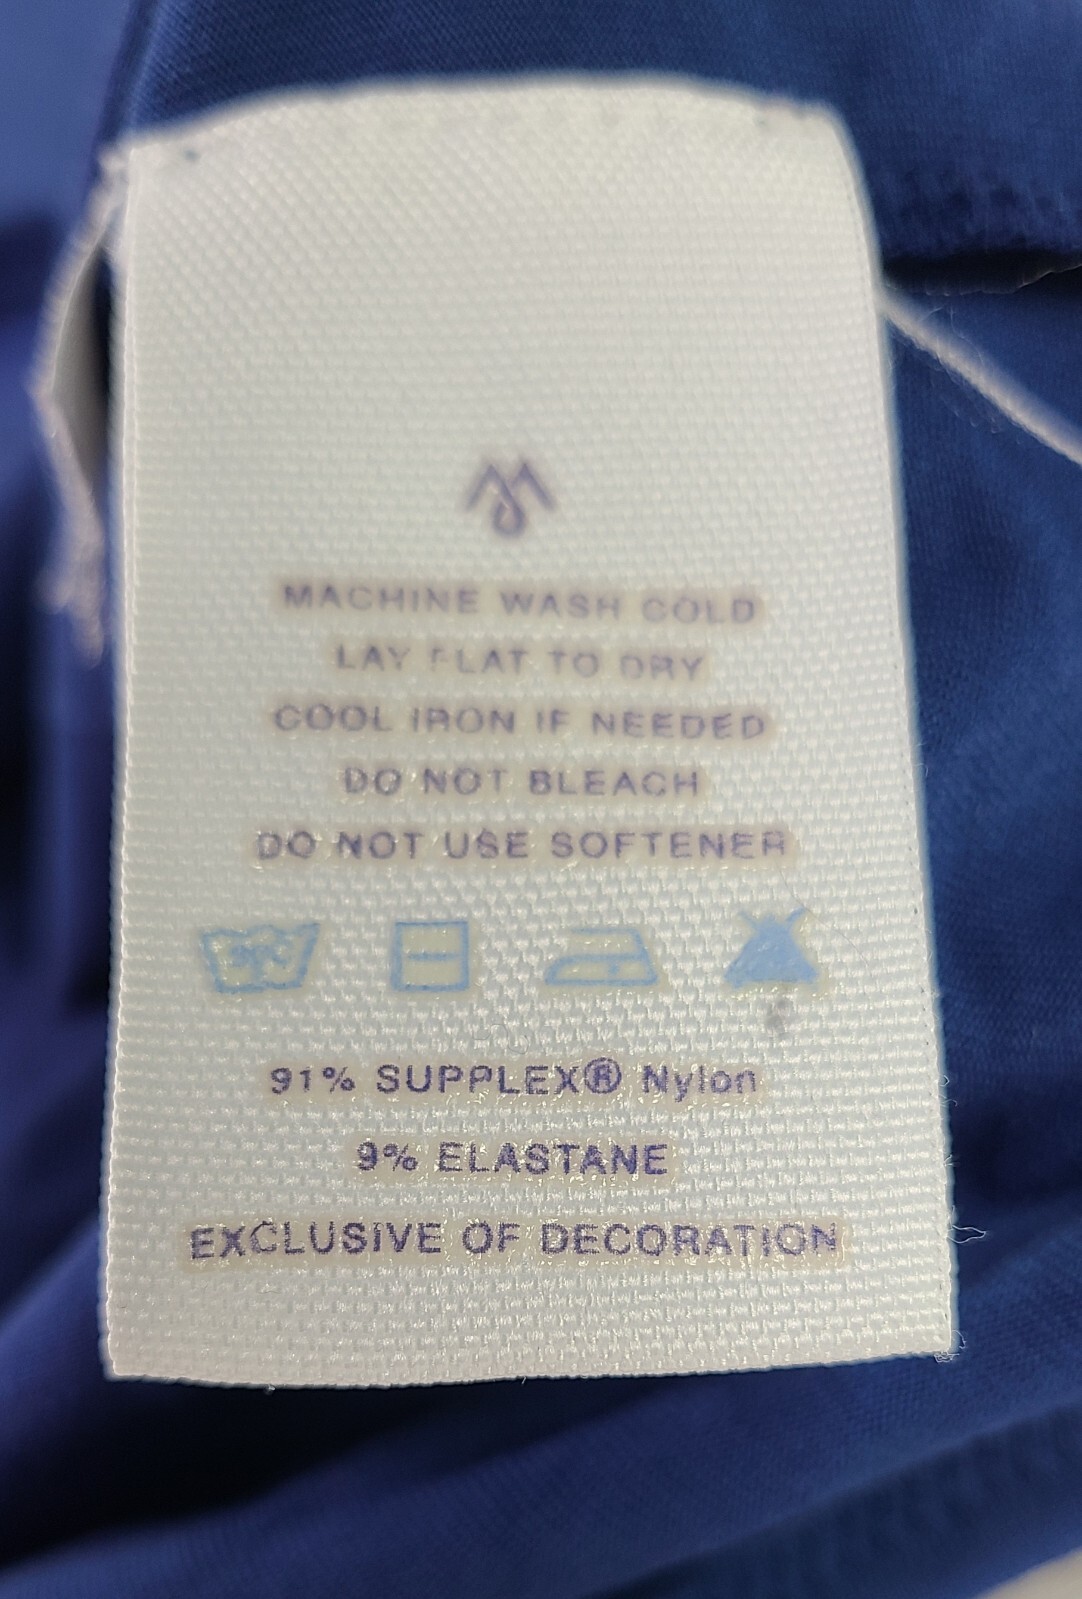 MACHINE WASH COLD
LAY FLAT TO DRY
COOL IRON IF NEEDED
DO NOT BLEACH
DO NOT USE SOFTENER
91% SUPPLEX® Nylon
9% ELASTANE
EXCLUSIVE OF DECORATION